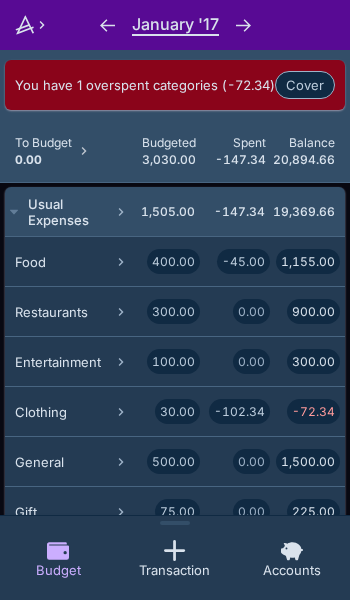 January '17
You have 1 overspent categories (-72.34) Cover
To Budget Budgeted Spent Balance
0.00 3,030.00 -147.34 20,894.66
Usual Expenses 1,505.00 -147.34 19,369.66
Food 400.00 -45.00 1,155.00
Restaurants 300.00 0.00 900.00
Entertainment 100.00 0.00 300.00
Clothing 30.00 -102.34 -72.34
General 500.00 0.00 1,500.00
Gift 75.00 0.00 225.00
Budget Transaction Accounts